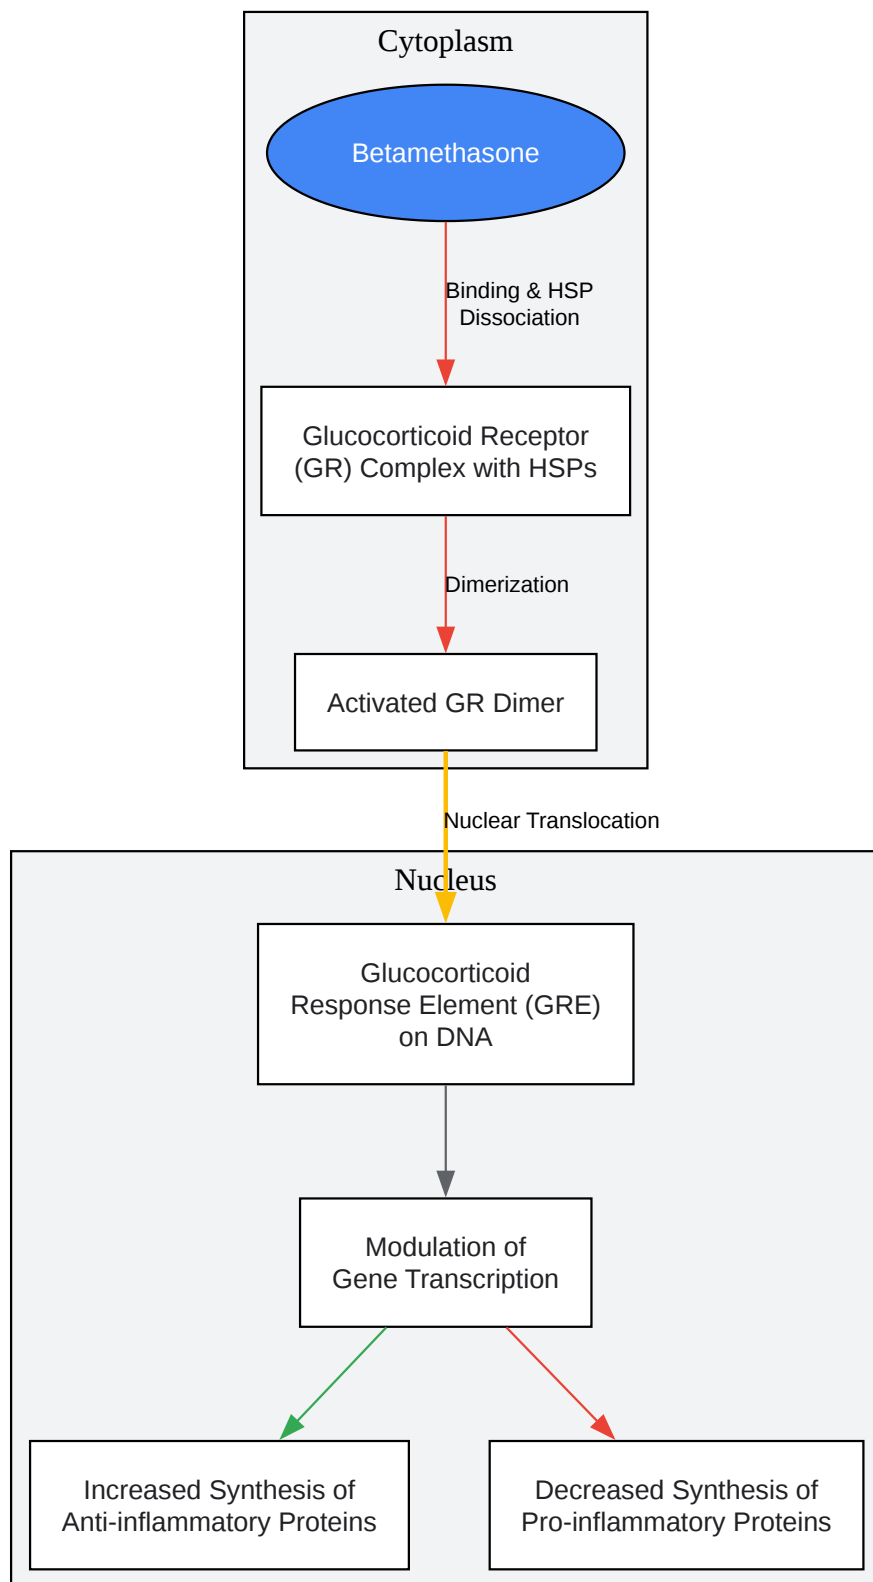 Cytoplasm
Betamethasone
Binding & HSP
Dissociation
Glucocorticoid Receptor
(GR) Complex with HSPs
Dimerization
Activated GR Dimer
Nuclear Translocation
Nucleus
Glucocorticoid
Response Element (GRE)
on DNA
Modulation of
Gene Transcription
Increased Synthesis of
Anti-inflammatory Proteins
Decreased Synthesis of
Pro-inflammatory Proteins